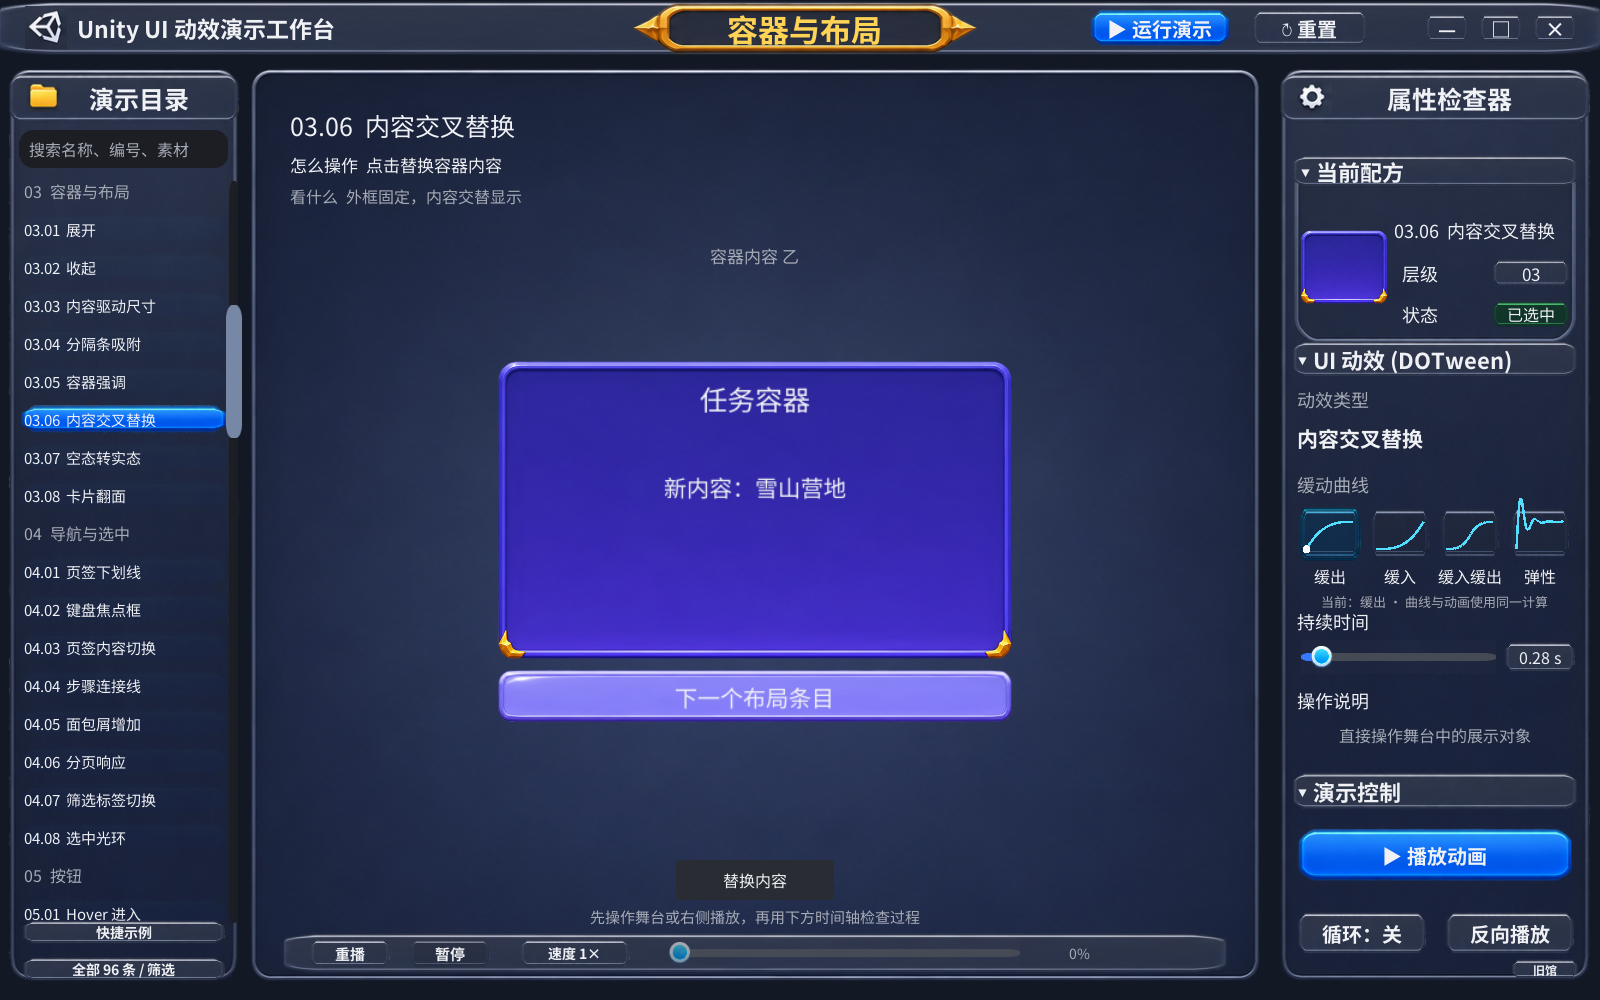 Unity UI 动效演示工作台
容器与布局
▶ 运行演示
重置
演示目录
搜索名称、编号、素材
03 容器与布局
03.01 展开
03.02 收起
03.03 内容驱动尺寸
03.04 分隔条吸附
03.05 容器强调
03.06 内容交叉替换
03.07 空态转实态
03.08 卡片翻面
04 导航与选中
04.01 页签下划线
04.02 键盘焦点框
04.03 页签内容切换
04.04 步骤连接线
04.05 面包屑增加
04.06 分页响应
04.07 筛选标签切换
04.08 选中光环
05 按钮
05.01 Hover 进入
快捷示例
全部 96 条 / 筛选
03.06 内容交叉替换
怎么操作 点击替换容器内容
看什么 外框固定，内容交替显示
容器内容 乙
任务容器
新内容：雪山营地
下一个布局条目
替换内容
先操作舞台或右侧播放，再用下方时间轴检查过程
重播
暂停
速度 1×
0%
属性检查器
▼ 当前配方
03.06 内容交叉替换
层级
03
状态
已选中
▼ UI 动效 (DOTween)
动效类型
内容交叉替换
缓动曲线
缓出
缓入
缓入缓出
弹性
当前：缓出 · 曲线与动画使用同一计算
持续时间
0.28 s
操作说明
直接操作舞台中的展示对象
▼ 演示控制
▶ 播放动画
循环：关
反向播放
旧馆